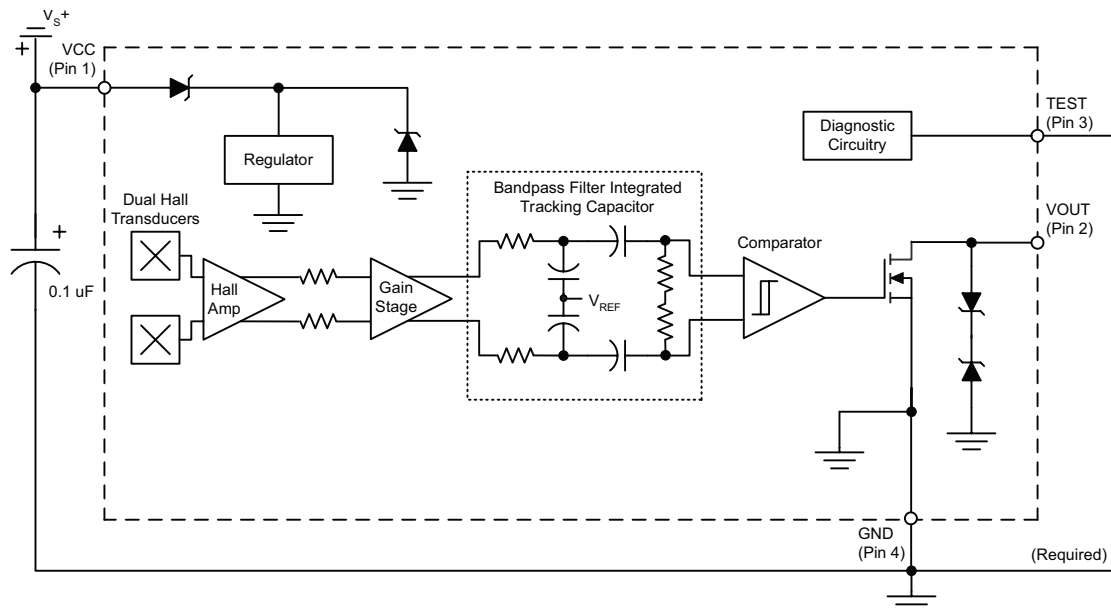 VS+
VCC
(Pin 1)
TEST
(Pin 3)
Diagnostic
Circuitry
Regulator
Bandpass Filter Integrated
Tracking Capacitor
Dual Hall
Transducers
VOUT
(Pin 2)
Comparator
+
+
0.1 uF
Hall
Amp
Gain
Stage
VREF
GND
(Pin 4)
(Required)